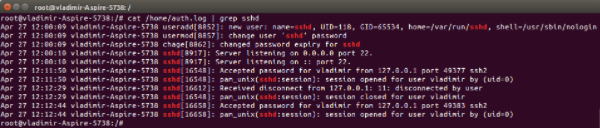 root@vladimir-Aspire-5738: /
root@vladimir-Aspire-5738:/# cat /home/auth.log | grep sshd
Apr 27 12:00:09 vladimir-Aspire-5738 useradd[8852]: new user: name=sshd, UID=118, GID=65534, home=/var/run/sshd, shell=/usr/sbin/nologin
Apr 27 12:00:09 vladimir-Aspire-5738 usermod[8857]: change user 'sshd' password
Apr 27 12:00:09 vladimir-Aspire-5738 chage[8862]: changed password expiry for sshd
Apr 27 12:00:09 vladimir-Aspire-5738 sshd[8917]: Server listening on 0.0.0.0 port 22.
Apr 27 12:00:09 vladimir-Aspire-5738 sshd[8917]: Server listening on :: port 22.
Apr 27 12:11:50 vladimir-Aspire-5738 sshd[16548]: Accepted password for vladimir from 127.0.0.1 port 49377 ssh2
Apr 27 12:11:50 vladimir-Aspire-5738 sshd[16548]: pam_unix(sshd:session): session opened for user vladimir by (uid=0)
Apr 27 12:12:29 vladimir-Aspire-5738 sshd[16612]: Received disconnect from 127.0.0.1: 11: disconnected by user
Apr 27 12:12:29 vladimir-Aspire-5738 sshd[16548]: pam_unix(sshd:session): session closed for user vladimir
Apr 27 12:12:44 vladimir-Aspire-5738 sshd[16658]: Accepted password for vladimir from 127.0.0.1 port 49383 ssh2
Apr 27 12:12:44 vladimir-Aspire-5738 sshd[16658]: pam_unix(sshd:session): session opened for user vladimir by (uid=0)
root@vladimir-Aspire-5738:/#